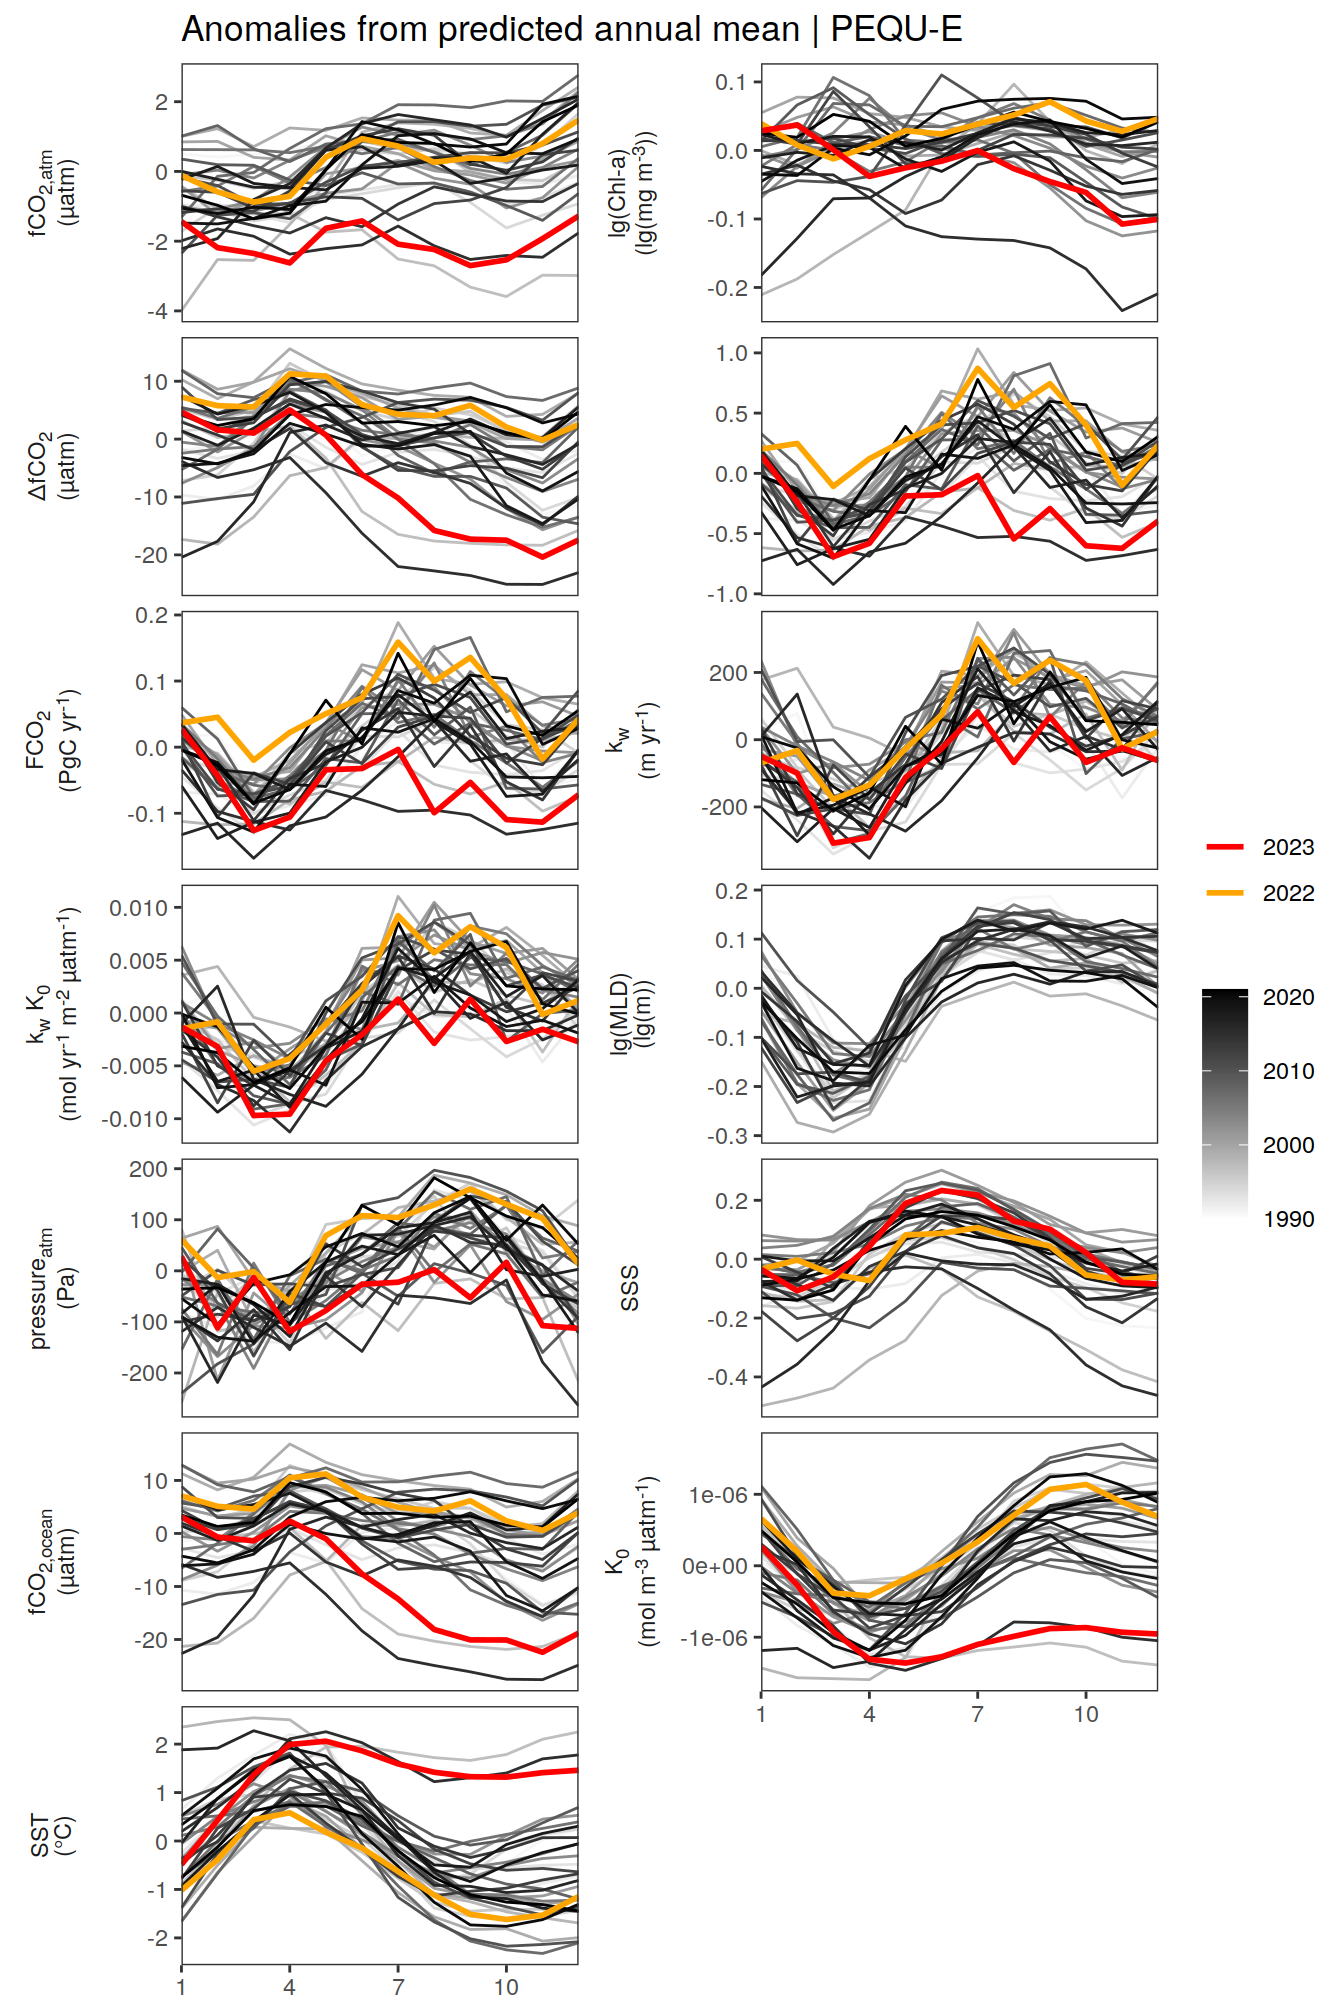 Anomalies from predicted annual mean | PEQU-E
fCO2,atm
(µatm)
2
0
-2
-4
lg(Chl-a)
(lg(mg m-3))
0.1
0.0
-0.1
-0.2
ΔfCO2
(µatm)
10
0
-10
-20
1.0
0.5
0.0
-0.5
-1.0
FCO2
(PgC yr-1)
0.2
0.1
0.0
-0.1
kw
(m yr-1)
200
0
-200
kw K0
(mol yr-1 m-2 µatm-1)
0.010
0.005
0.000
-0.005
-0.010
lg(MLD)
(lg(m))
0.2
0.1
0.0
-0.1
-0.2
-0.3
pressureatm
(Pa)
200
100
0
-100
-200
SSS
0.2
0.0
-0.2
-0.4
fCO2,ocean
(µatm)
10
0
-10
-20
K0
(mol m-3 µatm-1)
1e-06
0e+00
-1e-06
1 4 7 10
SST
(°C)
2
1
0
-1
-2
1 4 7 10
2023
2022
2020
2010
2000
1990